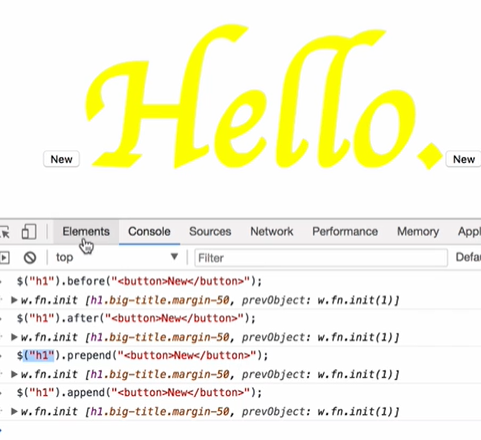 Hello.
New
New
Elements Console Sources Network Performance Memory Appl
top Filter Defau
$("h1").before("<button>New</button>");
w.fn.init [h1.big-title.margin-50, prevObject: w.fn.init(1)]
$("h1").after("<button>New</button>");
w.fn.init [h1.big-title.margin-50, prevObject: w.fn.init(1)]
$("h1").prepend("<button>New</button>");
w.fn.init [h1.big-title.margin-50, prevObject: w.fn.init(1)]
$("h1").append("<button>New</button>");
w.fn.init [h1.big-title.margin-50, prevObject: w.fn.init(1)]